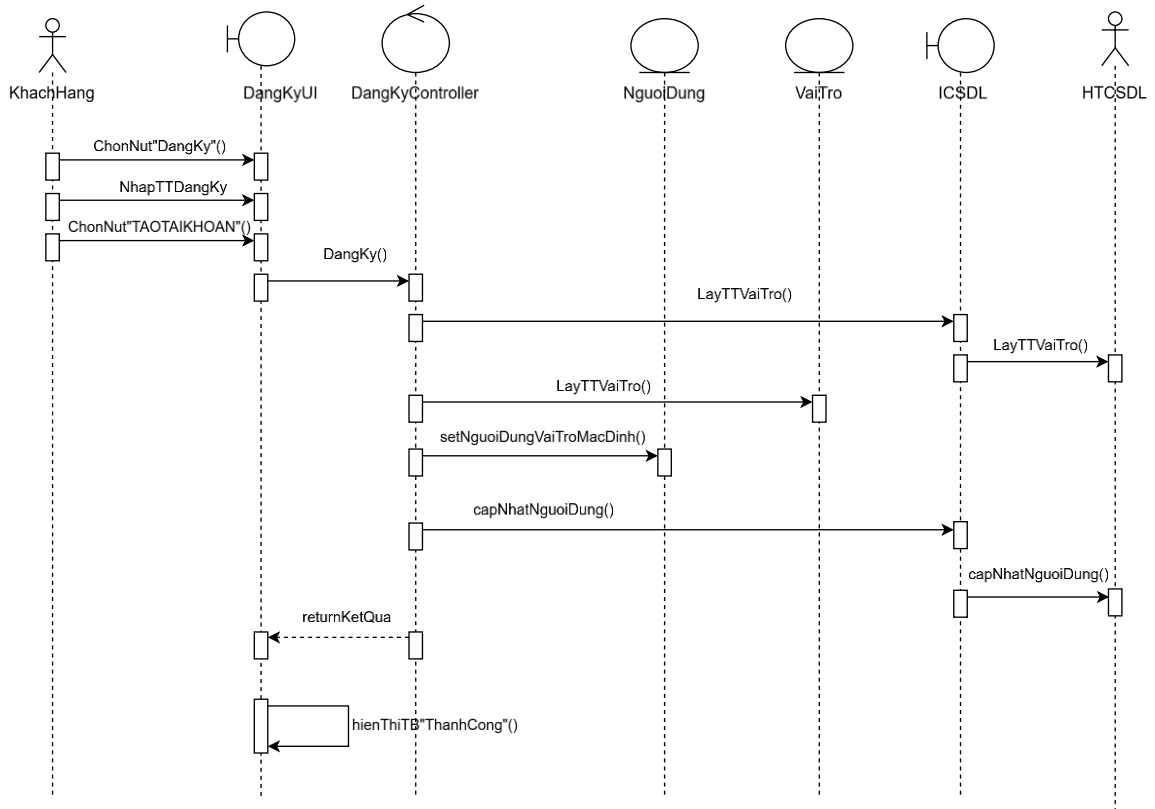 KhachHang
DangKyUI
DangKyController
NguoiDung
VaiTro
ICSDL
HTCSDL
ChonNut"DangKy"()
NhapTTDangKy
ChonNut"TAOTAIKHOAN"()
DangKy()
LayTTVaiTro()
LayTTVaiTro()
LayTTVaiTro()
setNguoiDungVaiTroMacDinh()
capNhatNguoiDung()
capNhatNguoiDung()
returnKetQua
hienThiTB"ThanhCong"()